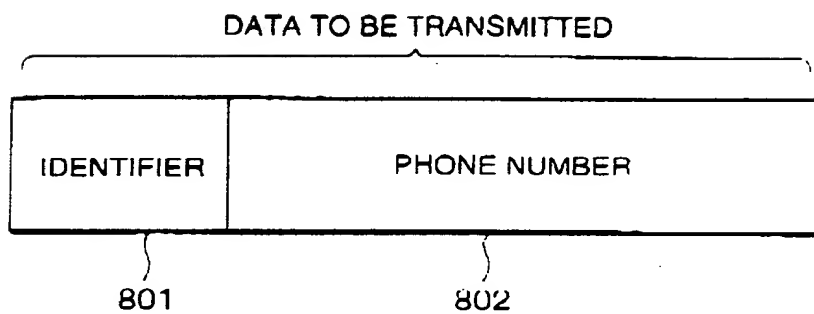 DATA TO BE TRANSMITTED
IDENTIFIER PHONE NUMBER
801 802